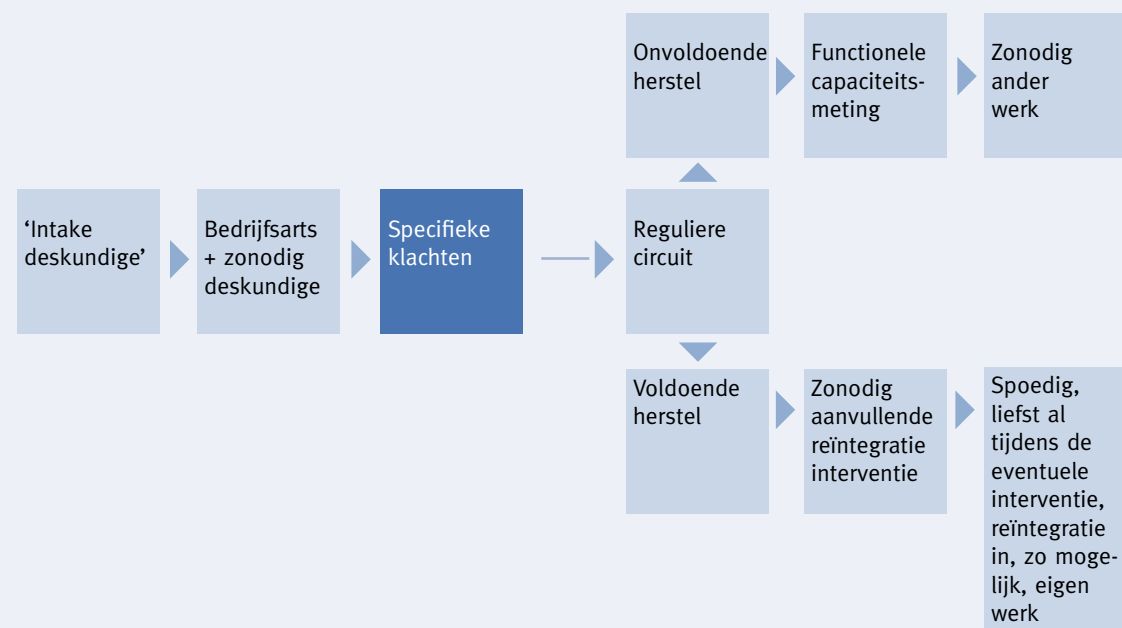 Onvoldoende
herstel
Functionele
capaciteits-
meting
Zonodig
ander
werk
‘Intake
deskundige’
Bedrijfsarts
+ zonodig
deskundige
Specifieke
klachten
Reguliere
circuit
Voldoende
herstel
Zonodig
aanvullende
reïntegratie
interventie
Spoedig,
liefst al
tijdens de
eventuele
interventie,
reïntegratie
in, zo moge-
lijk, eigen
werk